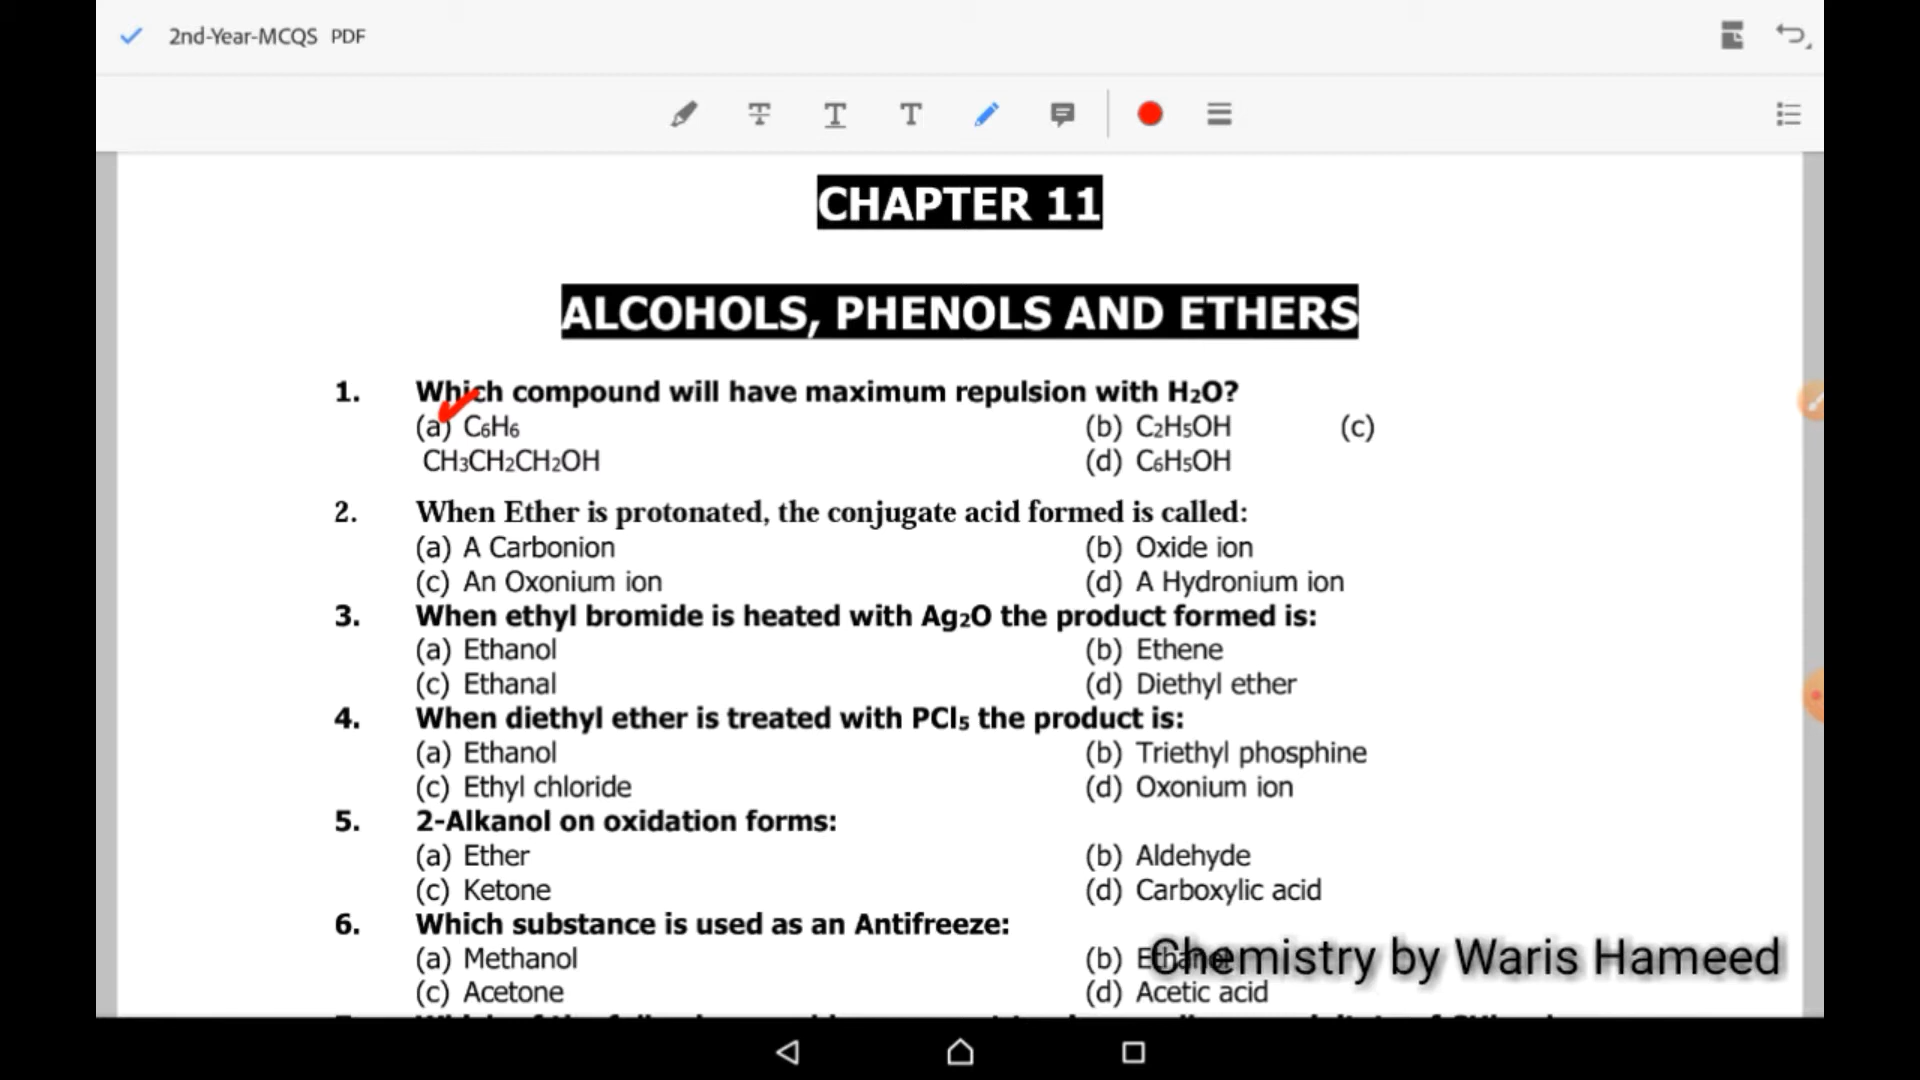 2nd-Year-MCQS PDF
CHAPTER 11
ALCOHOLS, PHENOLS AND ETHERS
1. Which compound will have maximum repulsion with H₂O?
(a) C₆H₆ (b) C₂H₅OH (c)
CH₃CH₂CH₂OH (d) C₆H₅OH
2. When Ether is protonated, the conjugate acid formed is called:
(a) A Carbonion (b) Oxide ion
(c) An Oxonium ion (d) A Hydronium ion
3. When ethyl bromide is heated with Ag₂O the product formed is:
(a) Ethanol (b) Ethene
(c) Ethanal (d) Diethyl ether
4. When diethyl ether is treated with PCl₅ the product is:
(a) Ethanol (b) Triethyl phosphine
(c) Ethyl chloride (d) Oxonium ion
5. 2-Alkanol on oxidation forms:
(a) Ether (b) Aldehyde
(c) Ketone (d) Carboxylic acid
6. Which substance is used as an Antifreeze:
(a) Methanol (b) Ethanol
Chemistry by Waris Hameed
(c) Acetone (d) Acetic acid